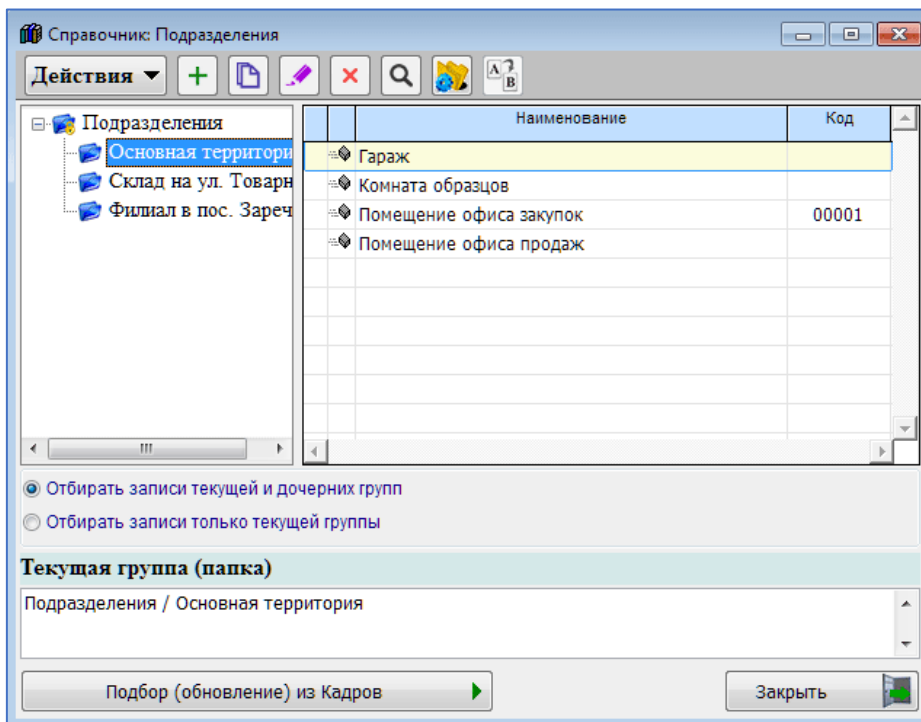 Справочник: Подразделения
Действия
Подразделения
Основная территори
Склад на ул. Товарн
Филиал в пос. Зареч
Наименование Код
Гараж
Комната образцов
Помещение офиса закупок 00001
Помещение офиса продаж
Отбирать записи текущей и дочерних групп
Отбирать записи только текущей группы
Текущая группа (папка)
Подразделения / Основная территория
Подбор (обновление) из Кадров
Закрыть